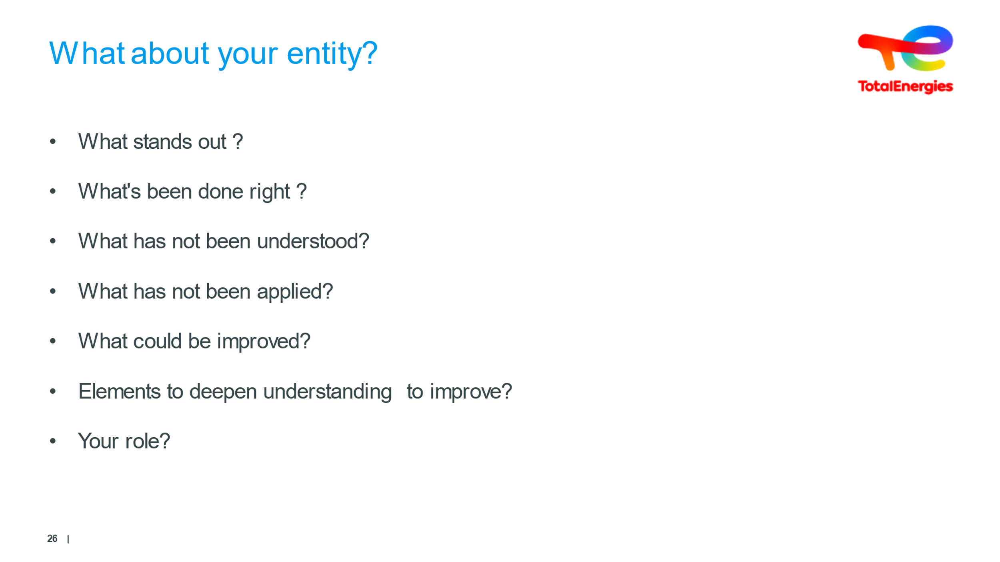 What about your entity?
TotalEnergies
• What stands out ?
• What's been done right ?
• What has not been understood?
• What has not been applied?
• What could be improved?
• Elements to deepen understanding  to improve?
• Your role?
26 |